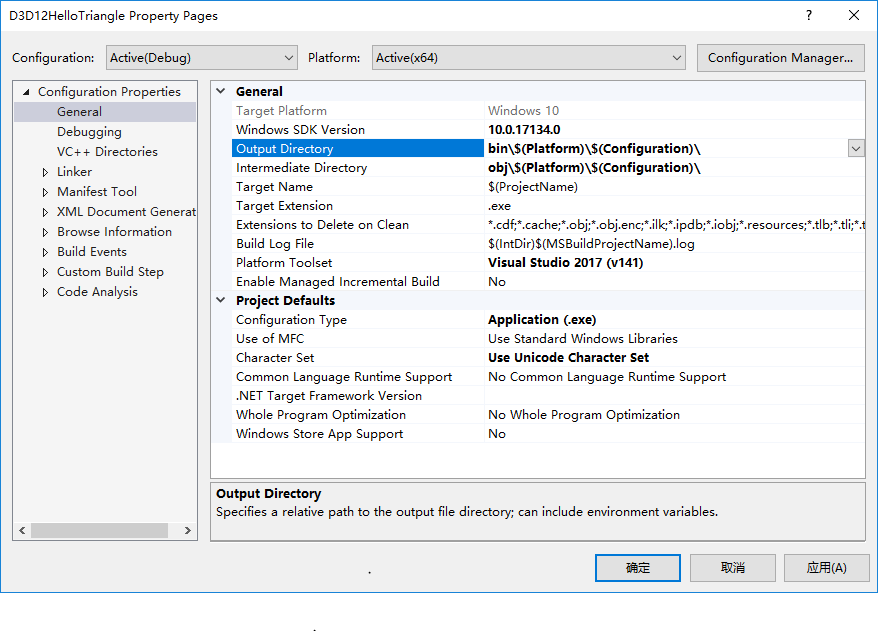 D3D12HelloTriangle Property Pages
Configuration: Active(Debug) Platform: Active(x64) Configuration Manager...
Configuration Properties
General
Debugging
VC++ Directories
Linker
Manifest Tool
XML Document Generat
Browse Information
Build Events
Custom Build Step
Code Analysis
General
Target Platform Windows 10
Windows SDK Version 10.0.17134.0
Output Directory bin\$(Platform)\$(Configuration)\
Intermediate Directory obj\$(Platform)\$(Configuration)\
Target Name $(ProjectName)
Target Extension .exe
Extensions to Delete on Clean *.cdf;*.cache;*.obj;*.obj.enc;*.ilk;*.ipdb;*.iobj;*.resources;*.tlb;*.tli;*.t
Build Log File $(IntDir)$(MSBuildProjectName).log
Platform Toolset Visual Studio 2017 (v141)
Enable Managed Incremental Build No
Project Defaults
Configuration Type Application (.exe)
Use of MFC Use Standard Windows Libraries
Character Set Use Unicode Character Set
Common Language Runtime Support No Common Language Runtime Support
.NET Target Framework Version
Whole Program Optimization No Whole Program Optimization
Windows Store App Support No
Output Directory
Specifies a relative path to the output file directory; can include environment variables.
确定 取消 应用(A)